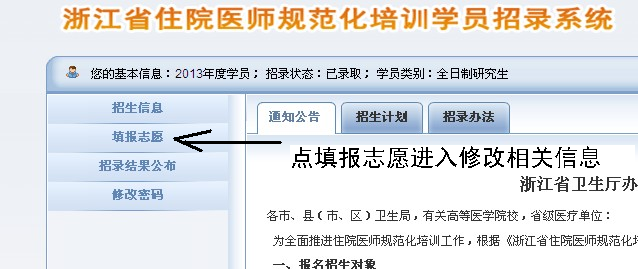 浙江省住院医师规范化培训学员招录系统
您的基本信息：2013年度学员； 招录状态：已录取； 学员类别：全日制研究生
招生信息
填报志愿
招录结果公布
修改密码
通知公告 招生计划 招录办法
点填报志愿进入修改相关信息
浙江省卫生厅办
各市、县（市、区）卫生局，有关高等医学院校，省级医疗单位：
为全面推进住院医师规范化培训工作，根据《浙江省住院医师规范化培
一、报名招生对象